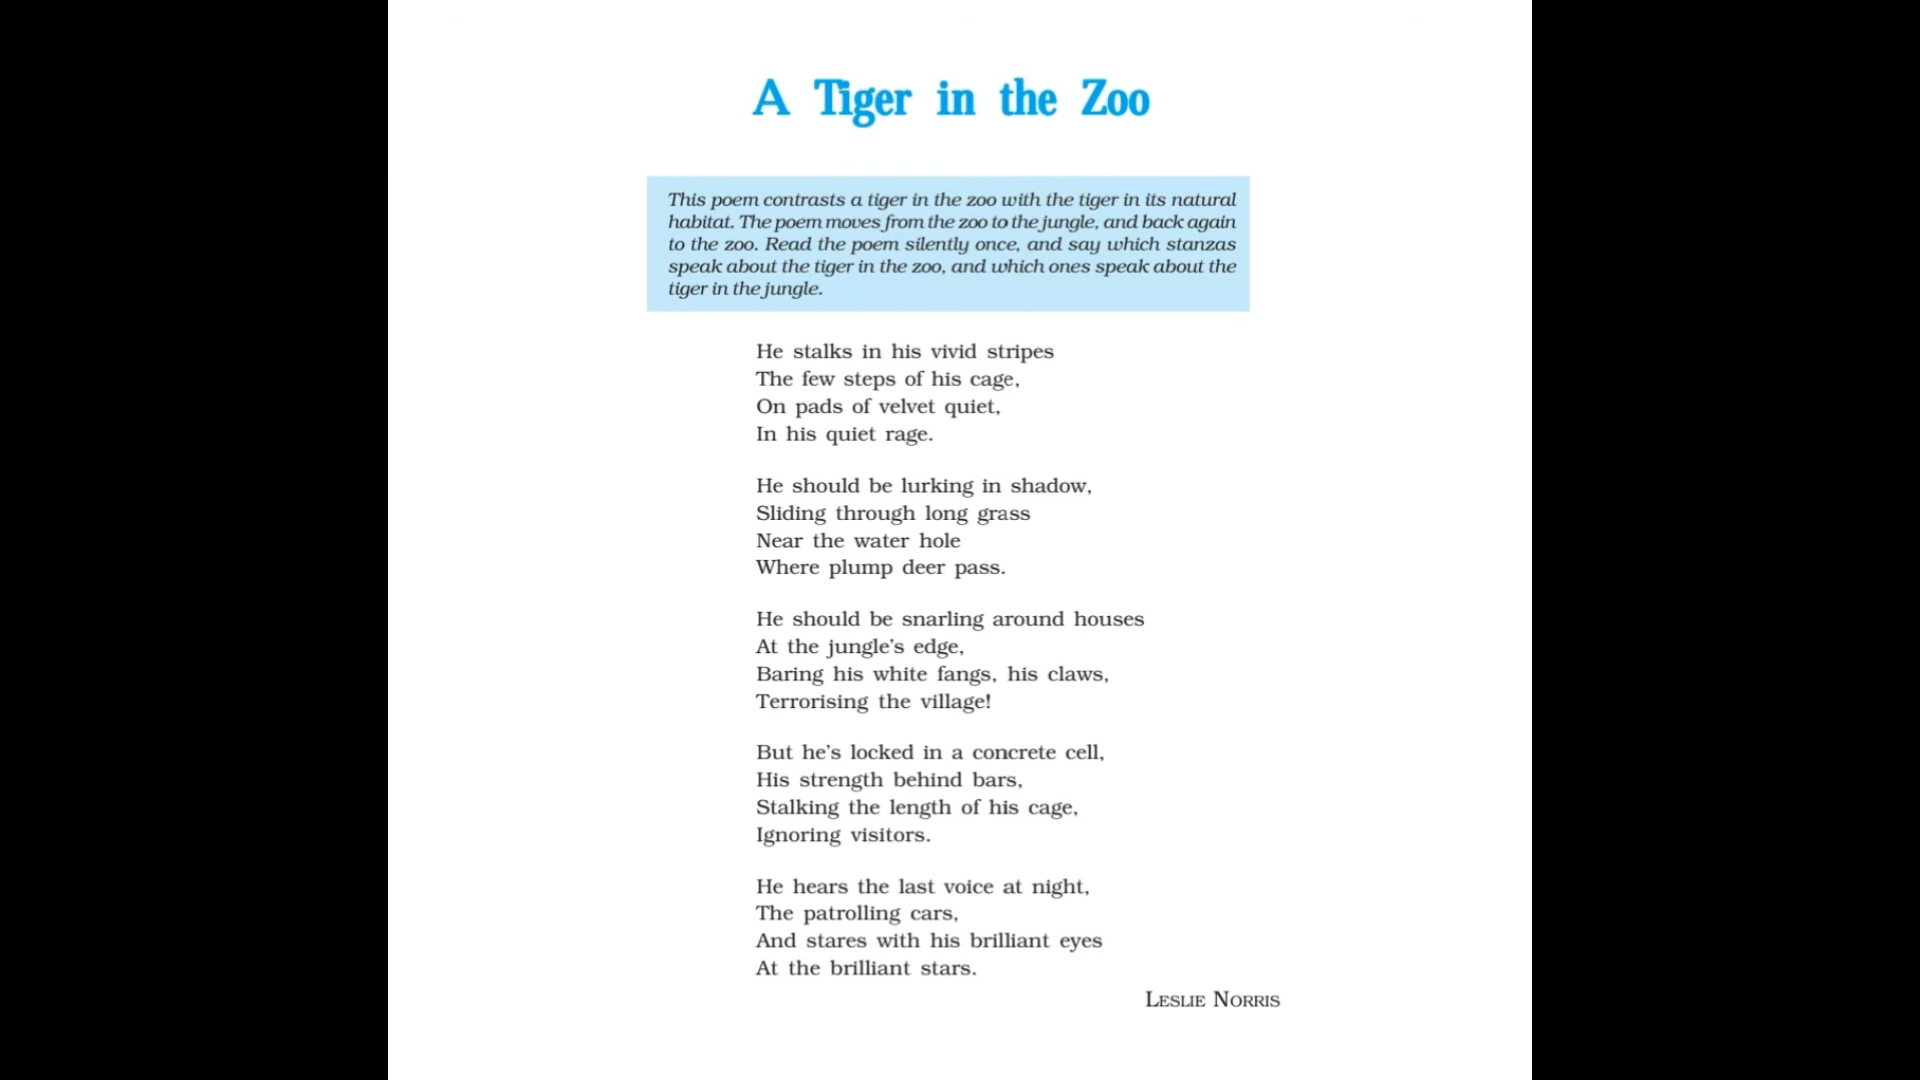 A Tiger in the Zoo
This poem contrasts a tiger in the zoo with the tiger in its natural
habitat. The poem moves from the zoo to the jungle, and back again
to the zoo. Read the poem silently once, and say which stanzas
speak about the tiger in the zoo, and which ones speak about the
tiger in the jungle.
He stalks in his vivid stripes
The few steps of his cage,
On pads of velvet quiet,
In his quiet rage.
He should be lurking in shadow,
Sliding through long grass
Near the water hole
Where plump deer pass.
He should be snarling around houses
At the jungle's edge,
Baring his white fangs, his claws,
Terrorising the village!
But he's locked in a concrete cell,
His strength behind bars,
Stalking the length of his cage,
Ignoring visitors.
He hears the last voice at night,
The patrolling cars,
And stares with his brilliant eyes
At the brilliant stars.
LESLIE NORRIS